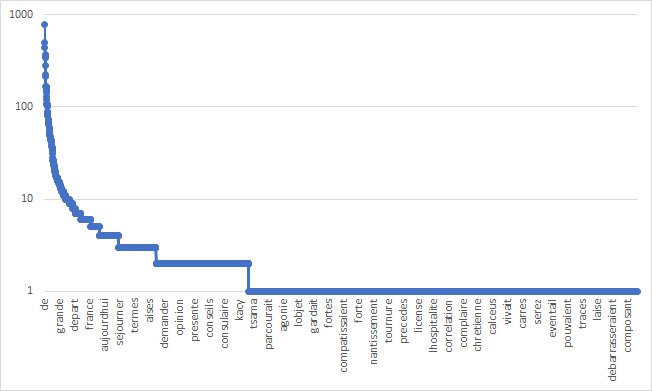 1000
100
10
1
de
grande
depart
france
aujourdhui
sejourner
termes
aises
demander
opinion
presente
conseils
consulaire
kacy
tsama
parcourait
agonie
lobjet
gardait
compatissaient
forte
nantissement
tournure
precedes
license
lhospitalite
correlation
complaire
chretienne
calceus
vivait
carres
serez
eventail
pouvaient
traces
laise
debarrasseraient
composant